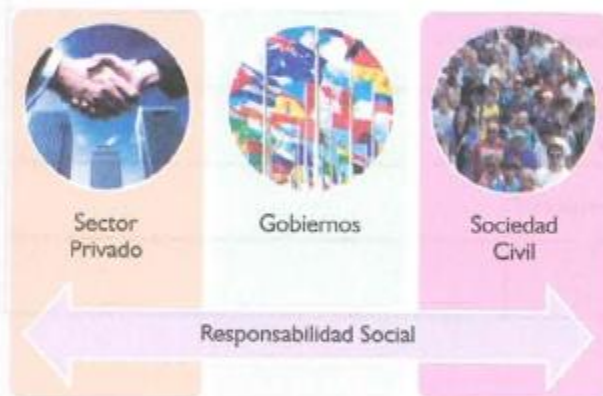 Sector
Privado
Gobiernos
Sociedad
Civil
Responsabilidad Social